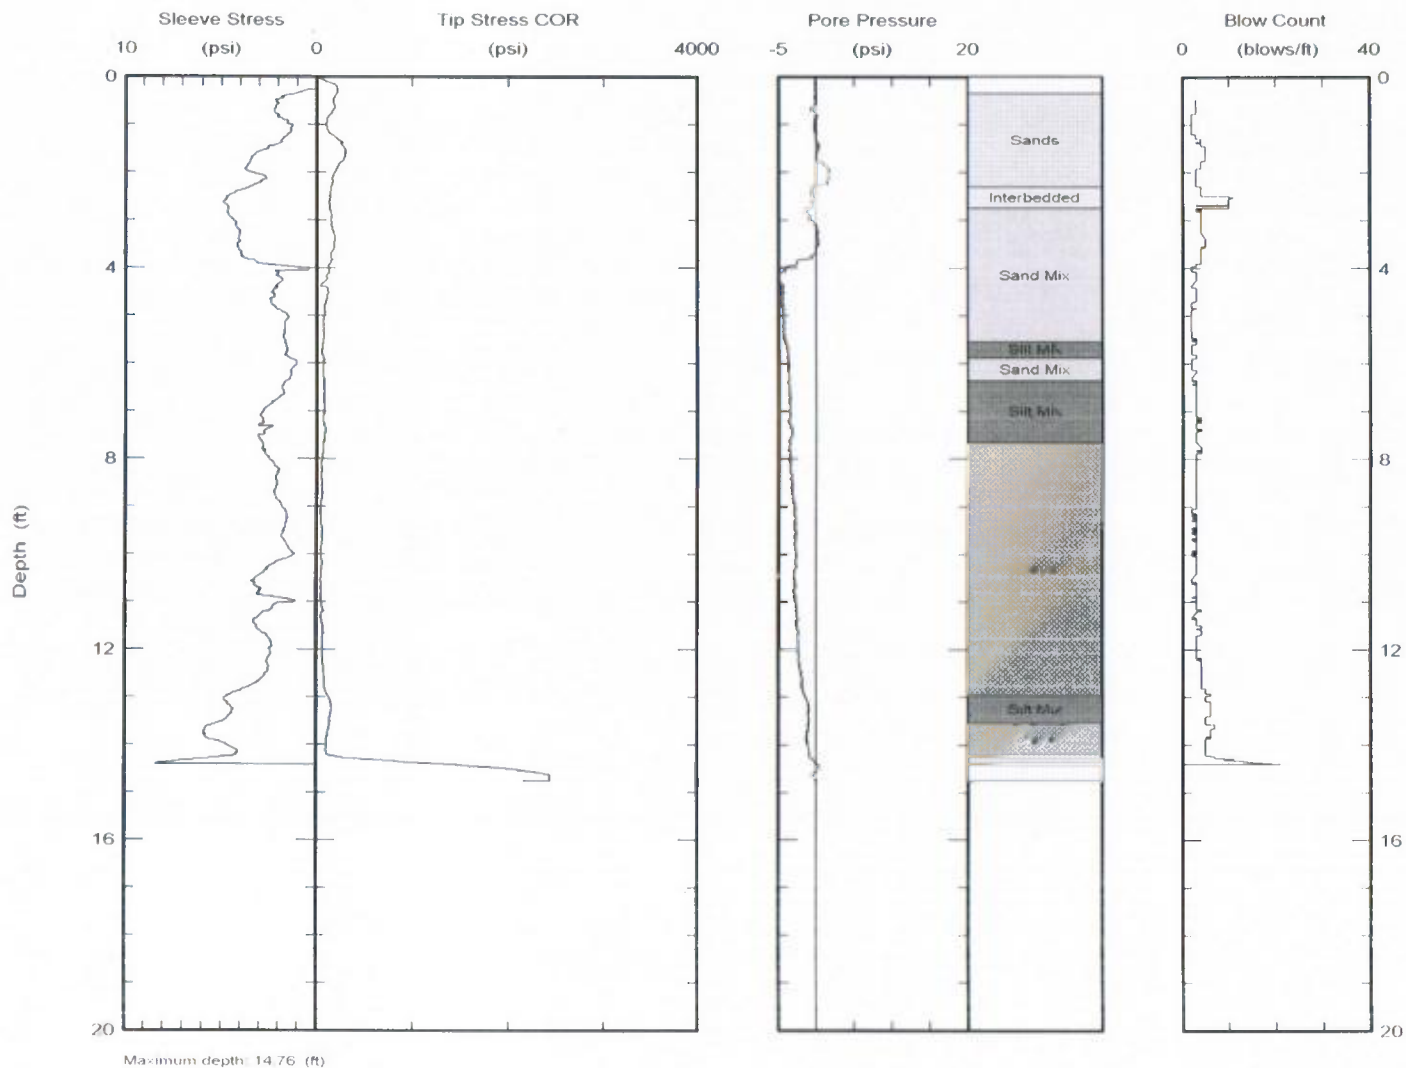 Sleeve Stress Tip Stress COR Pore Pressure Blow Count
10 (psi) 0 (psi) 4000 -5 (psi) 20 0 (blows/ft) 40
0 0
Sands
Interbedded
4 Sand Mix 4
Silt Mix
Sand Mix
Silt Mix
8 8
Depth (ft)
12 12
Silt Mix
16 16
20 20
Maximum depth: 14.76 (ft)